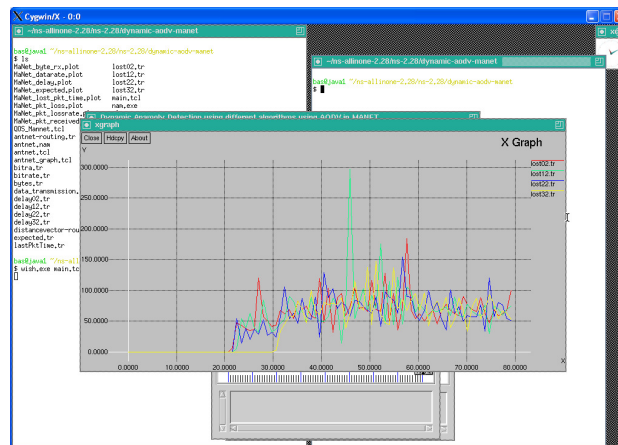 Cygwin/X - 0:0
~/ns-allinone-2.28/ns-2.28/dynamic-aodv-manet
bas@java1 ~/ns-allinone-2.28/ns-2.28/dynamic-aodv-manet
$ ls
MaNet_byte_rx.plot lost02.tr
MaNet_datarate.plot lost12.tr
MaNet_delay.plot lost22.tr
MaNet_expected.plot lost32.tr
MaNet_lost_pkt_time.plot main.tcl
MaNet_pkt_loss.plot nam.exe
MaNet_pkt_lossrate.pl
MaNet_pkt_received
QOS_Mannet.tcl
antnet-routing.tr
antnet.nam
antnet.tcl
antnet_graph.tcl
bitra.tr
bitrate.tr
bytes.tr
data_transmission.
delay02.tr
delay12.tr
delay22.tr
delay32.tr
distancevector-rou
expected.tr
lastPktTime.tr
bas@java1 ~/ns-all
$ wish.exe main.tc
~/ns-allinone-2.28/ns-2.28/dynamic-aodv-manet
bas@java1 ~/ns-allinone-2.28/ns-2.28/dynamic-aodv-manet
$
Dynamic Anamoly Detection using different algorithms using AODV in MANET
xgraph
Close Hdcpy About
X Graph
Y
300.0000
250.0000
200.0000
150.0000
100.0000
50.0000
0.0000
0.0000 10.0000 20.0000 30.0000 40.0000 50.0000 60.0000 70.0000 80.0000
X
lost02.tr
lost12.tr
lost22.tr
lost32.tr